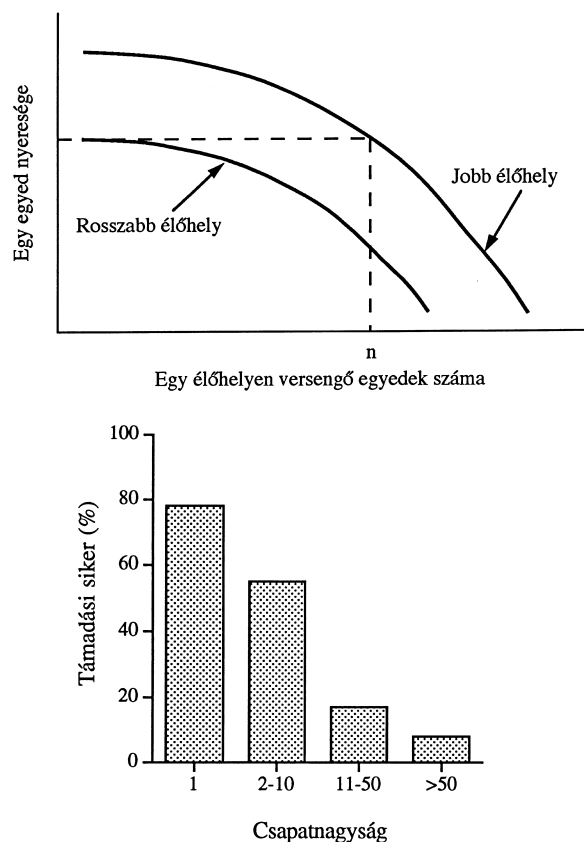 Egy egyed nyeresége
Jobb élőhely
Rosszabb élőhely
n
Egy élőhelyen versengő egyedek száma
100
80
60
40
20
0
Támadási siker (%)
1
2-10
11-50
>50
Csapatnagyság